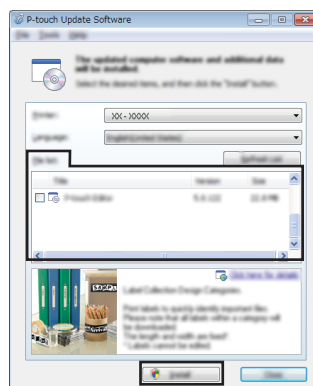 P-touch Update Software
File Tools Help
The updated computer software and additional data
will be installed.
Select the desired items, and then click the "Install" button.
Printer: XX-XXXX
Language: English(United States)
File list: Refresh List
Title Version Size
P-touch Editor 5.0.122 22.0 MB
Click here for details
Label Collection Design Categories.
Print labels to quickly identify important files.
Please note that all labels within a category will
be downloaded.
The length and width are fixed.
* Labels cannot be edited.
Install Close